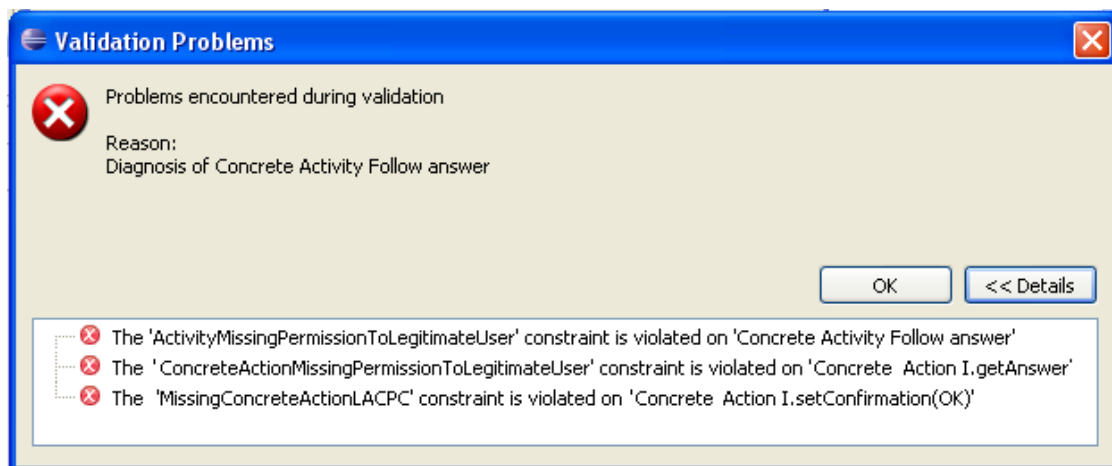 Validation Problems
Problems encountered during validation
Reason:
Diagnosis of Concrete Activity Follow answer
OK
<< Details
The 'ActivityMissingPermissionToLegitimateUser' constraint is violated on 'Concrete Activity Follow answer'
The 'ConcreteActionMissingPermissionToLegitimateUser' constraint is violated on 'Concrete Action I.getAnswer'
The 'MissingConcreteActionLACPC' constraint is violated on 'Concrete Action I.setConfirmation(OK)'